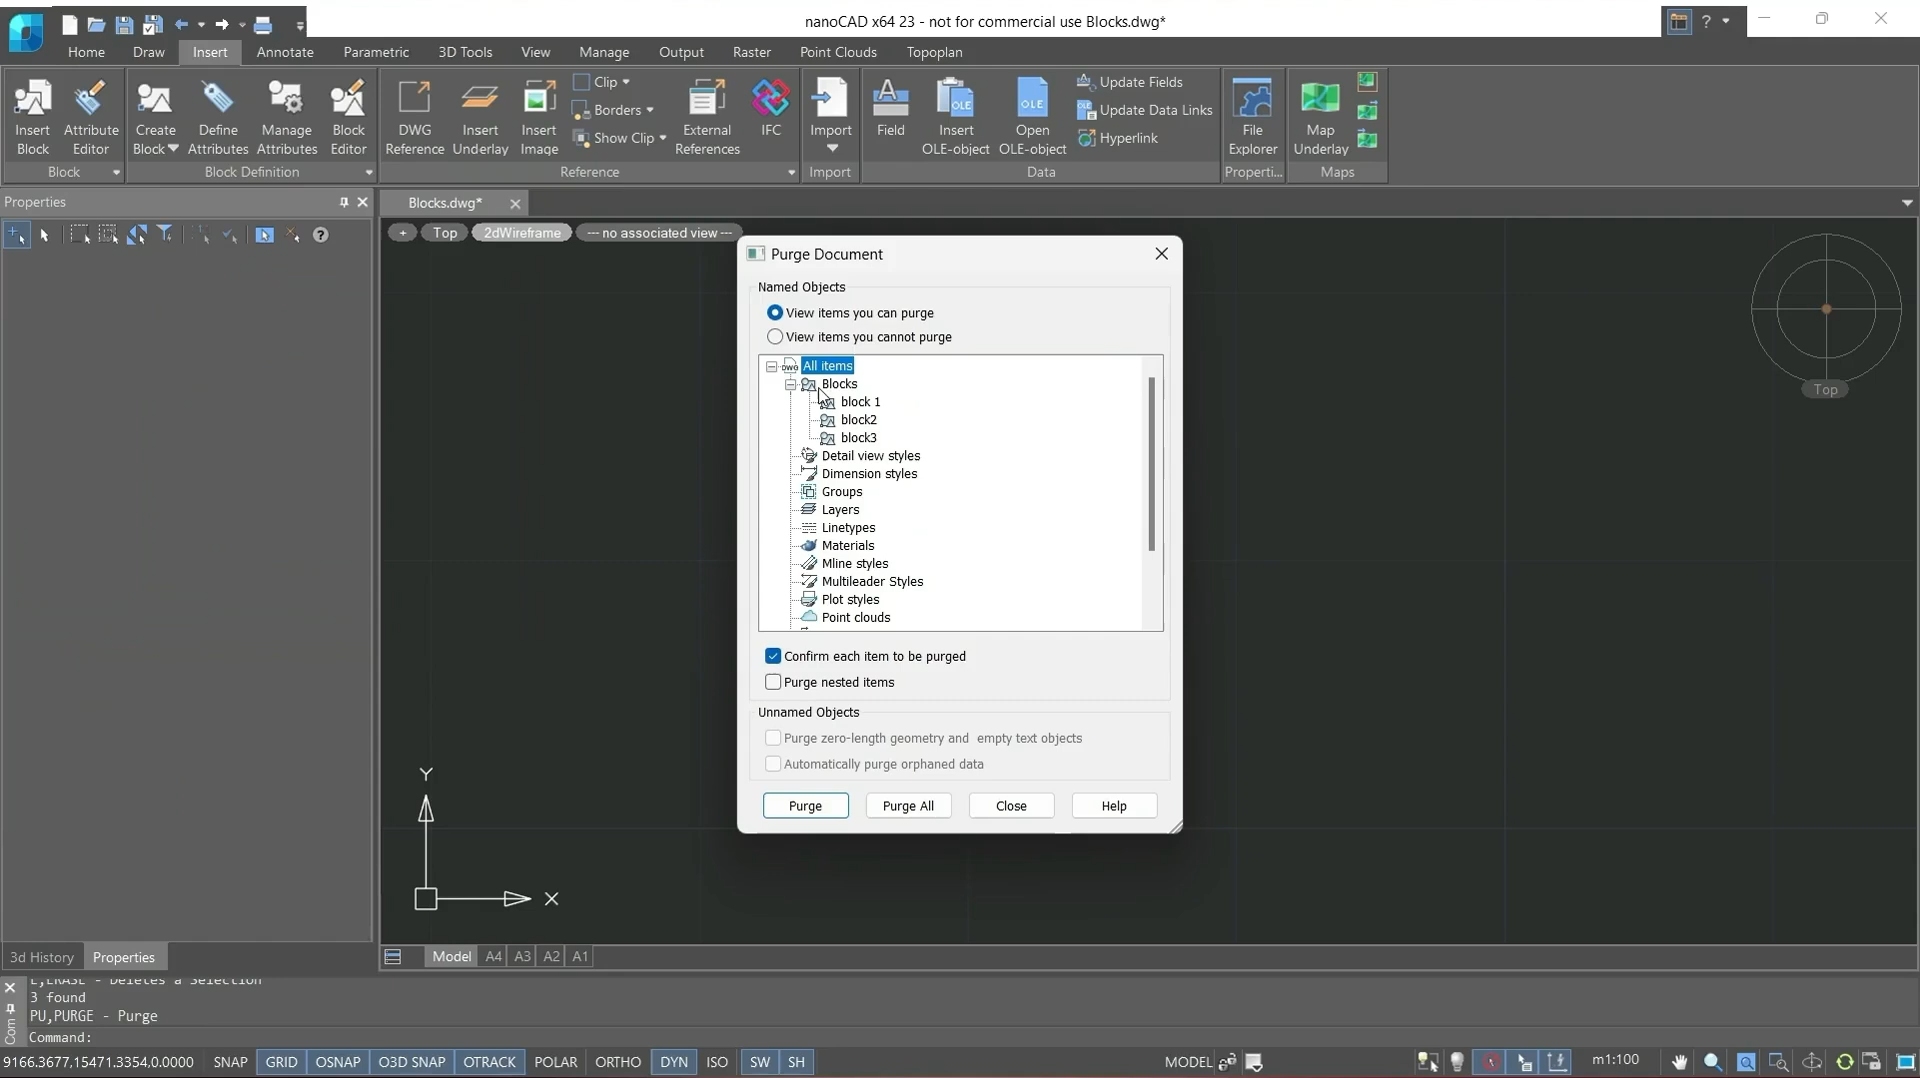 nanoCAD x64 23 - not for commercial use Blocks.dwg*
Home Draw Insert Annotate Parametric 3D Tools View Manage Output Raster Point Clouds Topoplan
Insert Block
Attribute Editor
Block
Create Block
Define Attributes
Manage Attributes
Block Editor
Block Definition
DWG Reference
Insert Underlay
Insert Image
Clip
Borders
Show Clip
External References
IFC
Reference
Import
Import
Field
Insert OLE-object
OLE
Open OLE-object
OLE
Update Fields
Update Data Links
Hyperlink
Data
File Explorer
Properti...
Map Underlay
Maps
Properties
Blocks.dwg*
+ Top 2dWireframe --- no associated view ---
Top
Purge Document
Named Objects
View items you can purge
View items you cannot purge
DWG All items
Blocks
block 1
block2
block3
Detail view styles
Dimension styles
Groups
Layers
Linetypes
Materials
Mline styles
Multileader Styles
Plot styles
Point clouds
Confirm each item to be purged
Purge nested items
Unnamed Objects
Purge zero-length geometry and empty text objects
Automatically purge orphaned data
Purge Purge All Close Help
Y
X
3d History Properties
Model A4 A3 A2 A1
E,ERASE - Deletes a Selection
3 found
PU,PURGE - Purge
Command:
Com
9166.3677,15471.3354,0.0000 SNAP GRID OSNAP O3D SNAP OTRACK POLAR ORTHO DYN ISO SW SH MODEL m1:100